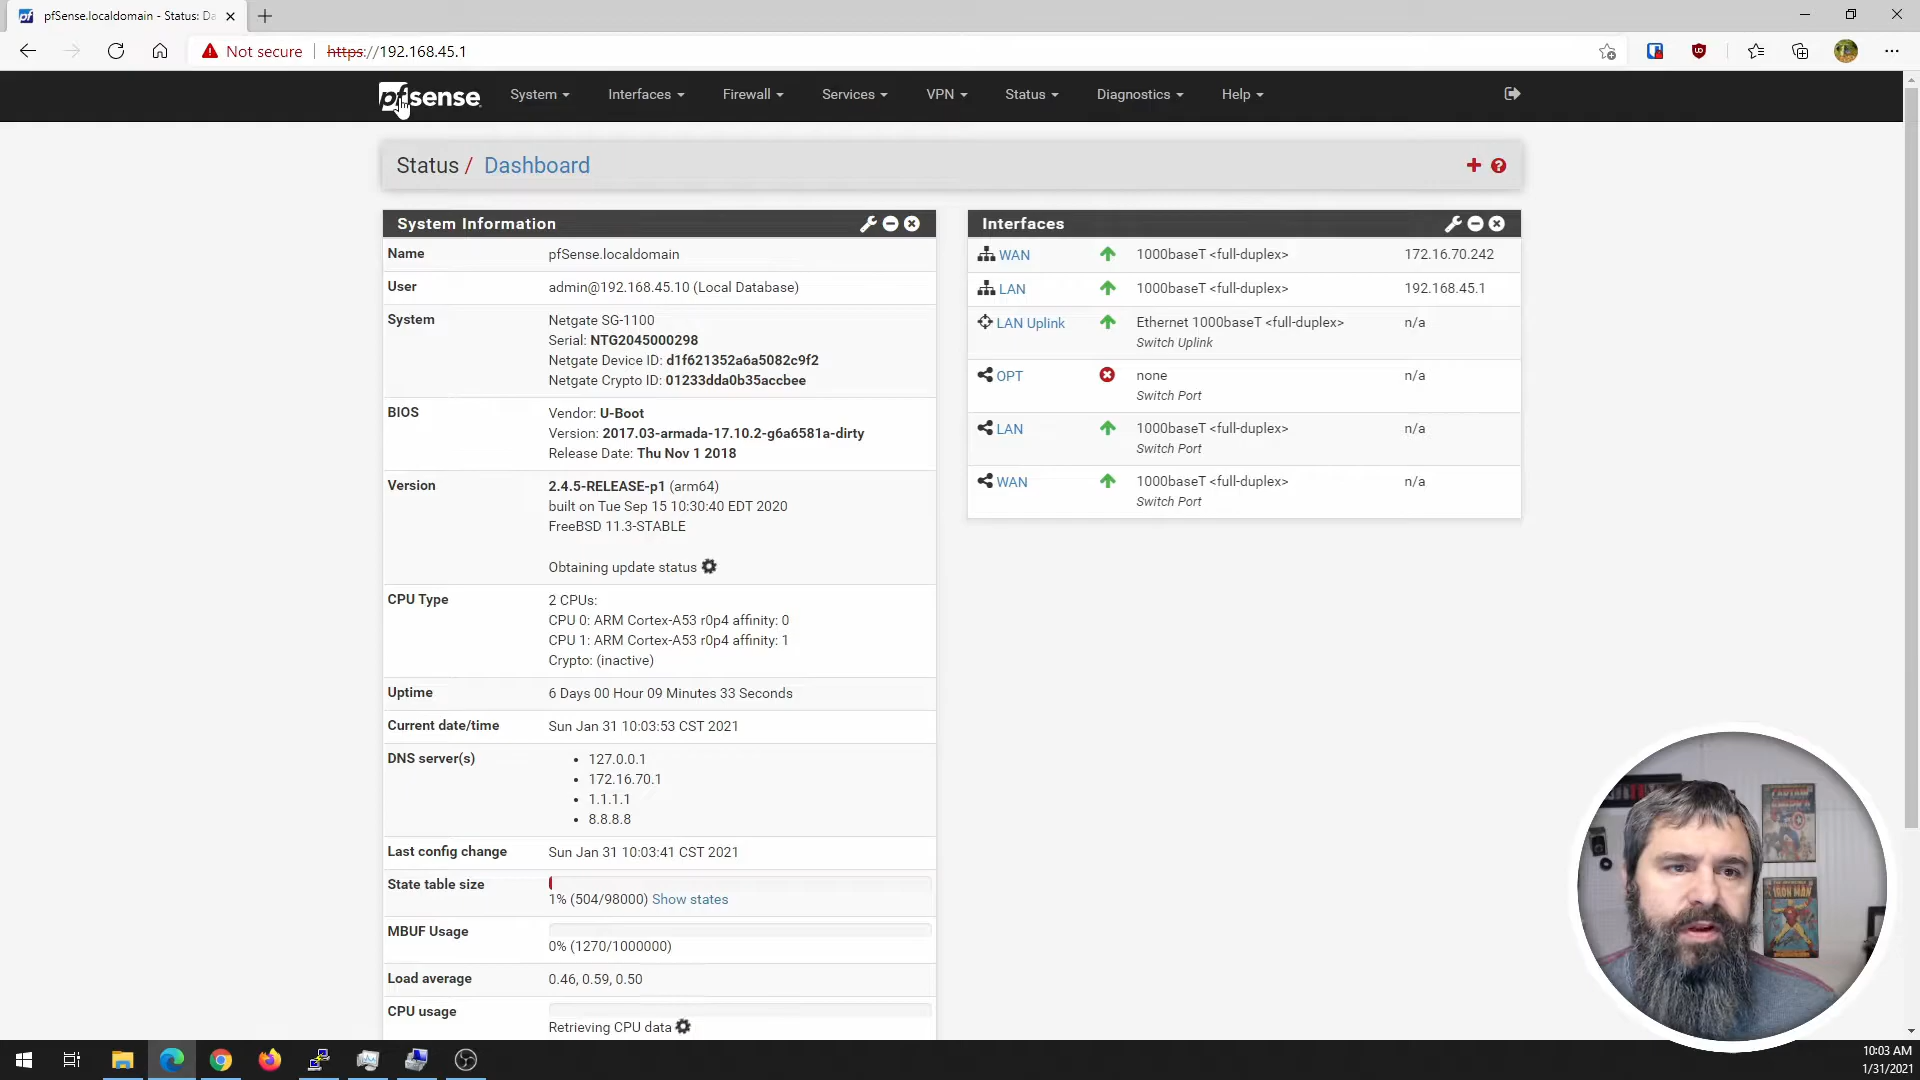 pfSense.localdomain - Status: Da
Not secure
https://192.168.45.1
pfsense
System
Interfaces
Firewall
Services
VPN
Status
Diagnostics
Help
Status / Dashboard
System Information
Name
pfSense.localdomain
User
admin@192.168.45.10 (Local Database)
System
Netgate SG-1100
Serial: NTG2045000298
Netgate Device ID: d1f621352a6a5082c9f2
Netgate Crypto ID: 01233dda0b35accbee
BIOS
Vendor: U-Boot
Version: 2017.03-armada-17.10.2-g6a6581a-dirty
Release Date: Thu Nov 1 2018
Version
2.4.5-RELEASE-p1 (arm64)
built on Tue Sep 15 10:30:40 EDT 2020
FreeBSD 11.3-STABLE
Obtaining update status
CPU Type
2 CPUs:
CPU 0: ARM Cortex-A53 r0p4 affinity: 0
CPU 1: ARM Cortex-A53 r0p4 affinity: 1
Crypto: (inactive)
Uptime
6 Days 00 Hour 09 Minutes 33 Seconds
Current date/time
Sun Jan 31 10:03:53 CST 2021
DNS server(s)
127.0.0.1
172.16.70.1
1.1.1.1
8.8.8.8
Last config change
Sun Jan 31 10:03:41 CST 2021
State table size
1% (504/98000) Show states
MBUF Usage
0% (1270/1000000)
Load average
0.46, 0.59, 0.50
CPU usage
Retrieving CPU data
Interfaces
WAN 1000baseT <full-duplex> 172.16.70.242
LAN 1000baseT <full-duplex> 192.168.45.1
LAN Uplink Ethernet 1000baseT <full-duplex> n/a
Switch Uplink
OPT none n/a
Switch Port
LAN 1000baseT <full-duplex> n/a
Switch Port
WAN 1000baseT <full-duplex> n/a
Switch Port
CAPTAIN
IRON MAN
10:03 AM
1/31/2021